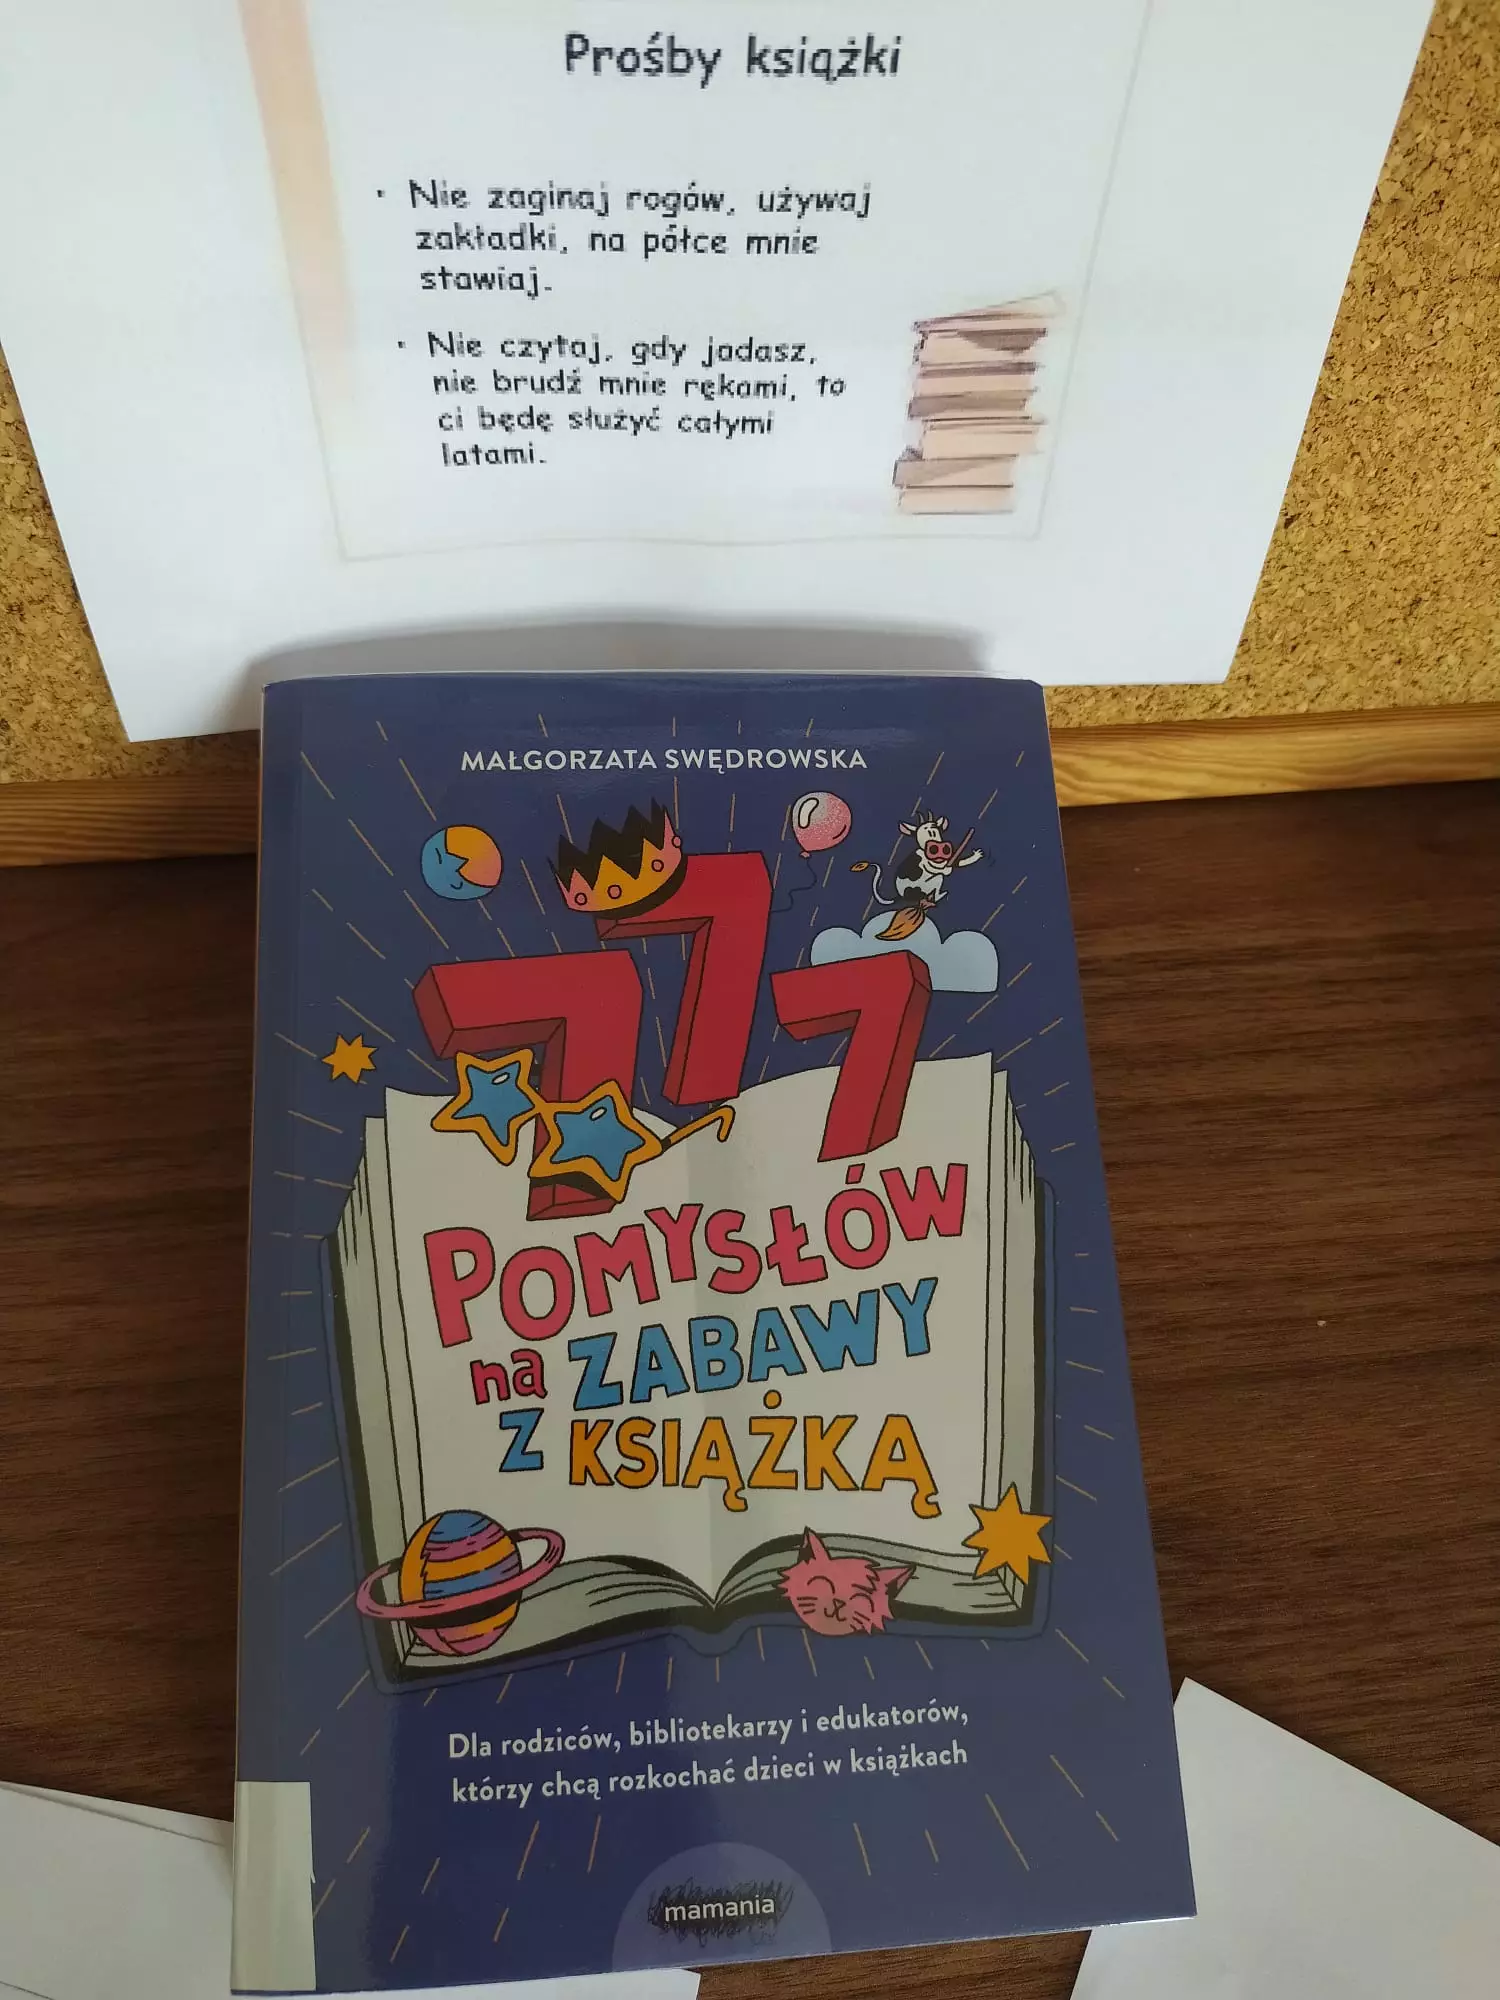 Prośby książki
• Nie zaginaj rogów, używaj
zakładki, na półce mnie
stawiaj.
• Nie czytaj, gdy jadasz,
nie brudź mnie rękami, to
ci będę służyć całymi
latami.
MAŁGORZATA SWĘDROWSKA
777
POMYSŁÓW
na ZABAWY
Z KSIĄŻKĄ
Dla rodziców, bibliotekarzy i edukatorów,
którzy chcą rozkochać dzieci w książkach
mamania